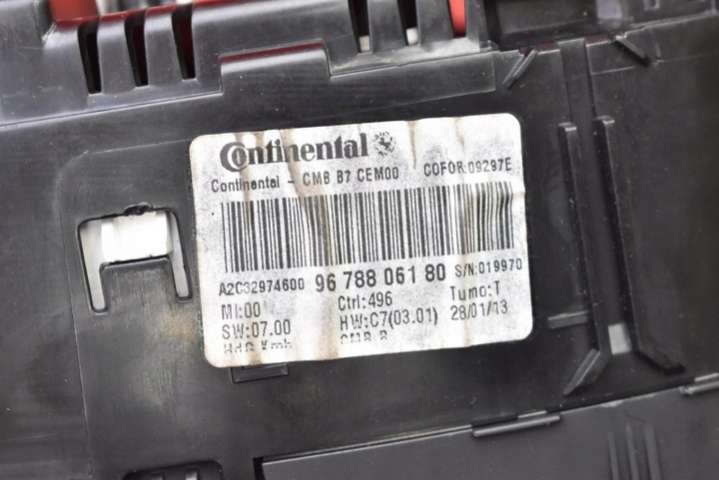 Continental
Continental - CMB B7 CEM00 COFOR:09297E
A2C32974600 96 788 061 80 S/N:019970
MI:00 Ctrl:496 Tumo:T
SW:07.00 HW:C7(03.01) 28/01/13